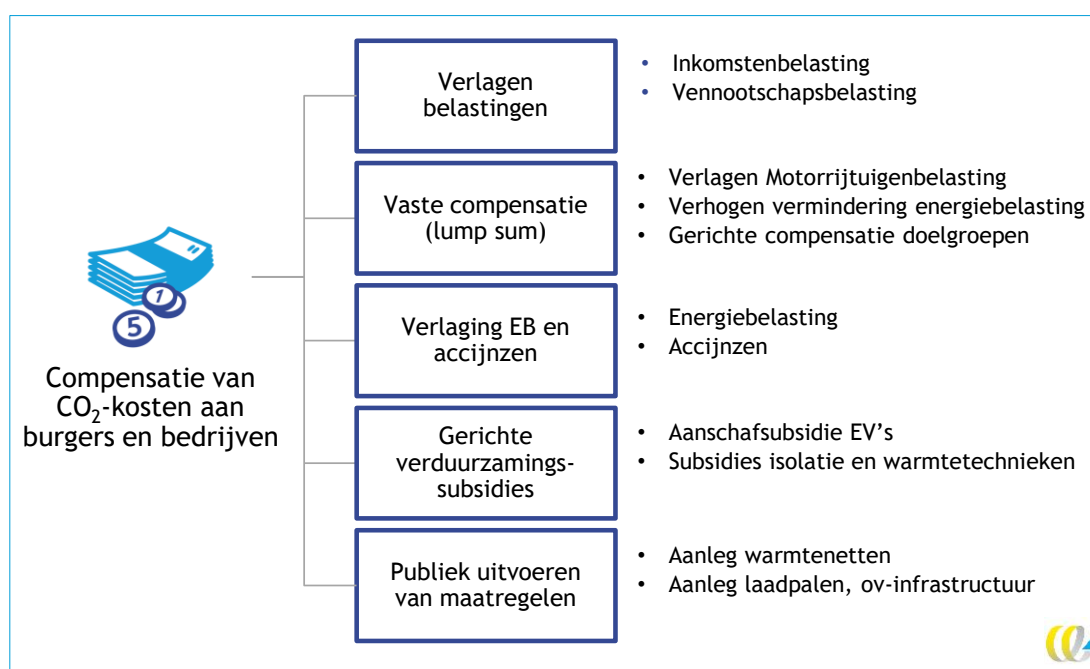 Verlagen
belastingen
• Inkomstenbelasting
• Vennootschapsbelasting
Vaste compensatie
(lump sum)
• Verlagen Motorrijtuigenbelasting
• Verhogen vermindering energiebelasting
• Gerichte compensatie doelgroepen
1
5
Compensatie van
CO₂-kosten aan
burgers en bedrijven
Verlaging EB en
accijnzen
• Energiebelasting
• Accijnzen
Gerichte
verduurzamings-
subsidies
• Aanschafsubsidie EV's
• Subsidies isolatie en warmtetechnieken
Publiek uitvoeren
van maatregelen
• Aanleg warmtenetten
• Aanleg laadpalen, ov-infrastructuur